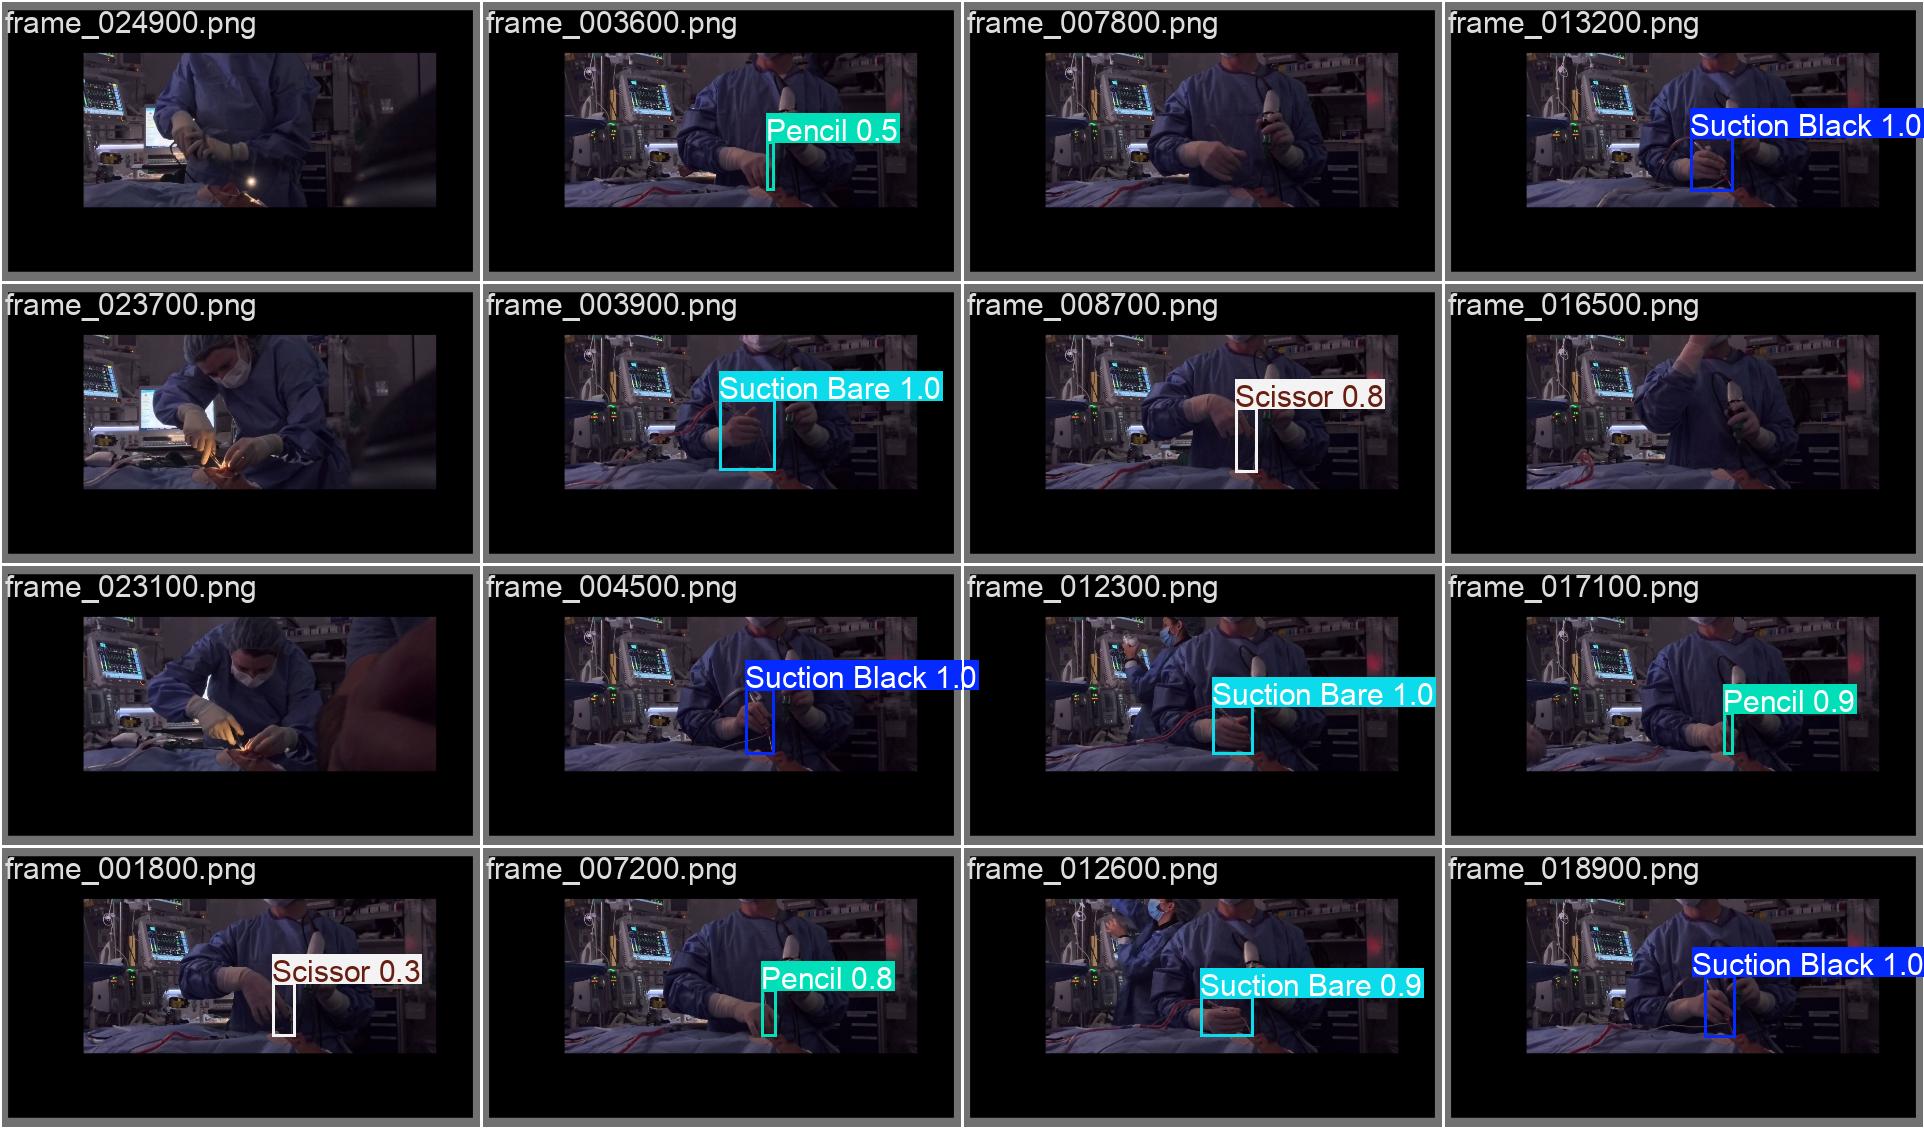 frame_024900.png
frame_003600.png
frame_007800.png
frame_013200.png
Pencil 0.5
Suction Black 1.0
frame_023700.png
frame_003900.png
frame_008700.png
frame_016500.png
Suction Bare 1.0
Scissor 0.8
frame_023100.png
frame_004500.png
frame_012300.png
frame_017100.png
Suction Black 1.0
Suction Bare 1.0
Pencil 0.9
frame_001800.png
frame_007200.png
frame_012600.png
frame_018900.png
Scissor 0.3
Pencil 0.8
Suction Bare 0.9
Suction Black 1.0